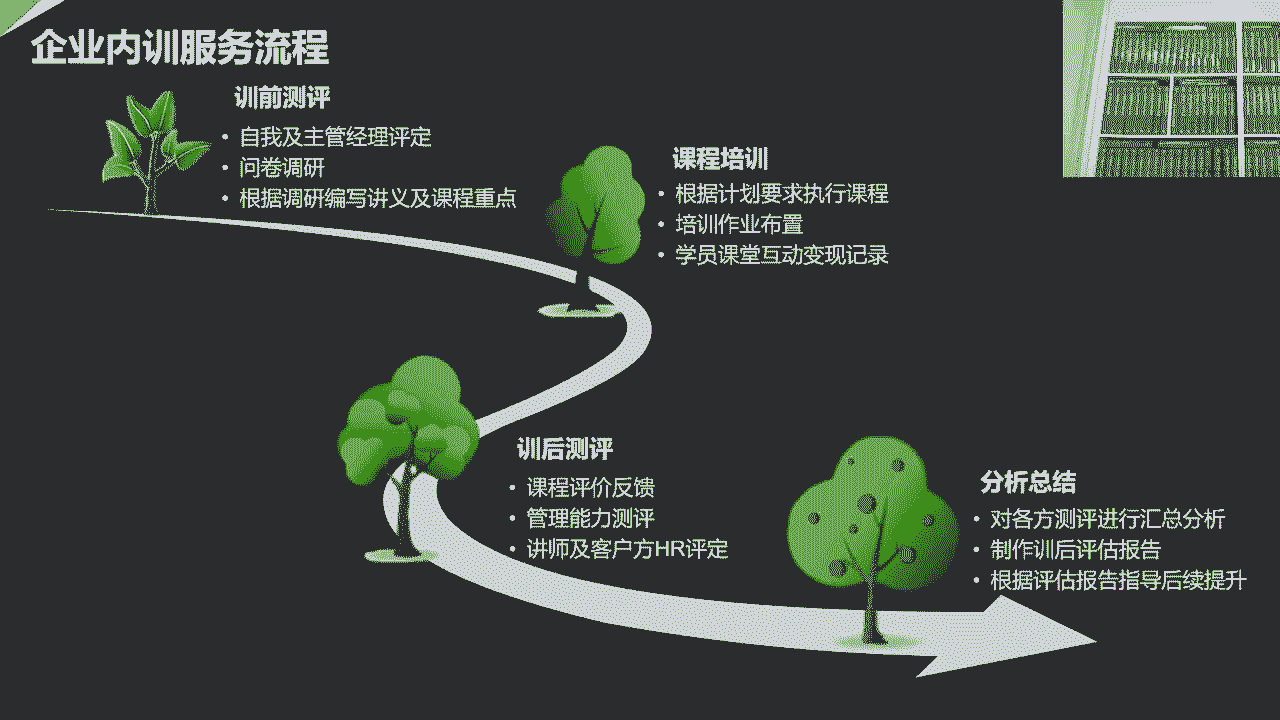 企业内训服务流程
训前测评
• 自我及主管经理评定
• 问卷调研
• 根据调研编写讲义及课程重点
课程培训
• 根据计划要求执行课程
• 培训作业布置
• 学员课堂互动变现记录
训后测评
• 课程评价反馈
• 管理能力测评
• 讲师及客户方HR评定
分析总结
• 对各方测评进行汇总分析
• 制作训后评估报告
• 根据评估报告指导后续提升